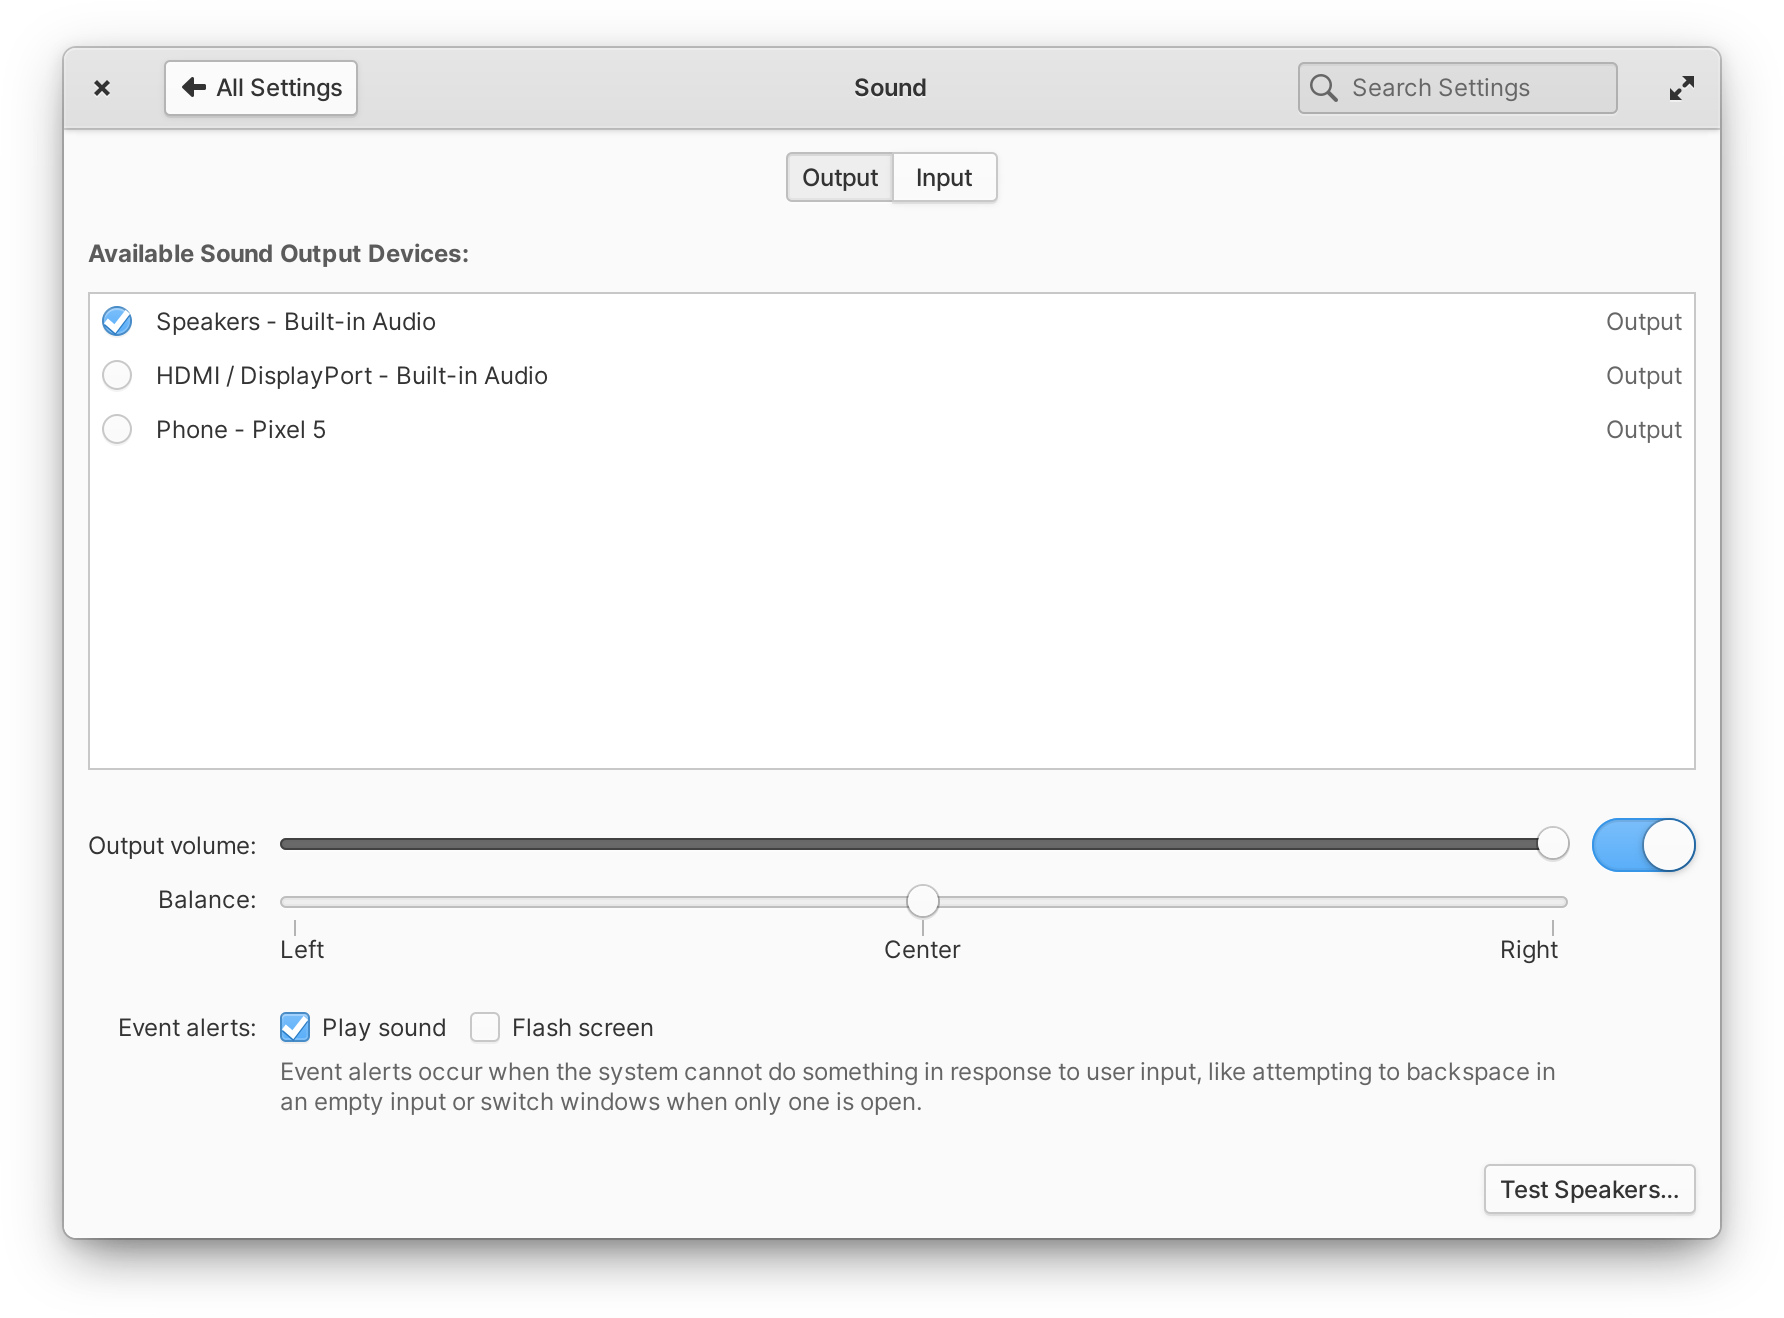 All Settings
Sound
Search Settings
Output
Input
Available Sound Output Devices:
Speakers - Built-in Audio
Output
HDMI / DisplayPort - Built-in Audio
Output
Phone - Pixel 5
Output
Output volume:
Balance:
Left
Center
Right
Event alerts:
Play sound
Flash screen
Event alerts occur when the system cannot do something in response to user input, like attempting to backspace in
an empty input or switch windows when only one is open.
Test Speakers...